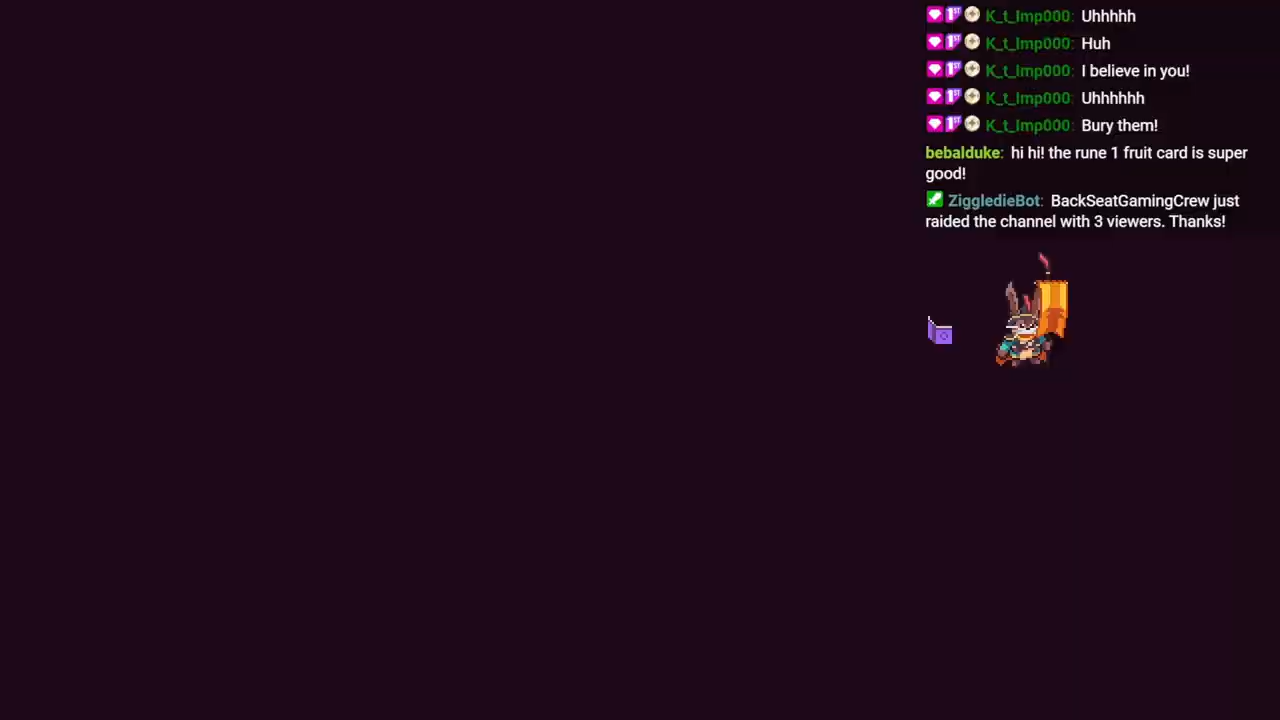 K_t_Imp000: Uhhhhh
K_t_Imp000: Huh
K_t_Imp000: I believe in you!
K_t_Imp000: Uhhhhhh
K_t_Imp000: Bury them!
bebalduke: hi hi! the rune 1 fruit card is super
good!
ZiggledieBot: BackSeatGamingCrew just
raided the channel with 3 viewers. Thanks!